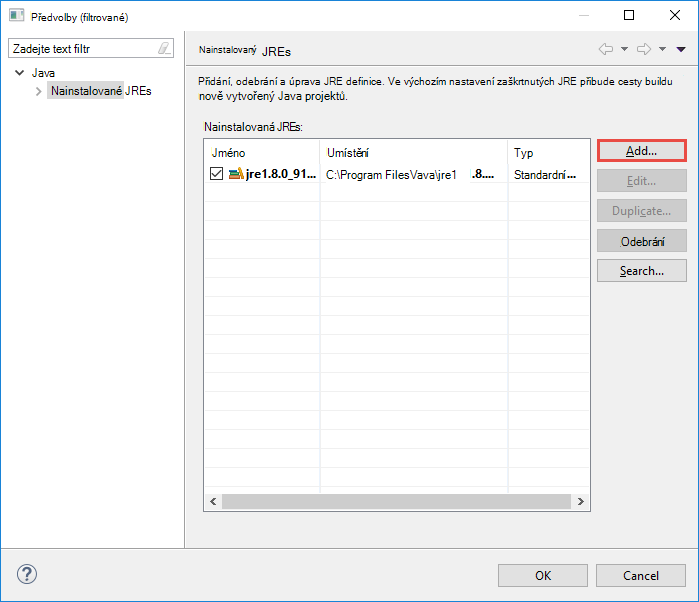 Předvolby (filtrované)
Zadejte text filtr
Java
Nainstalované JREs
Nainstalovaný JREs
Přidání, odebrání a úprava JRE definice. Ve výchozím nastavení zaškrtnutých JRE přibude cesty buildu
nově vytvořený Java projektů.
Nainstalovaná JREs:
Jméno Umístění Typ
jre1.8.0_91... C:\Program FilesVava\jre1 .8.... Standardní...
Add...
Edit...
Duplicate...
Odebrání
Search...
?
OK Cancel